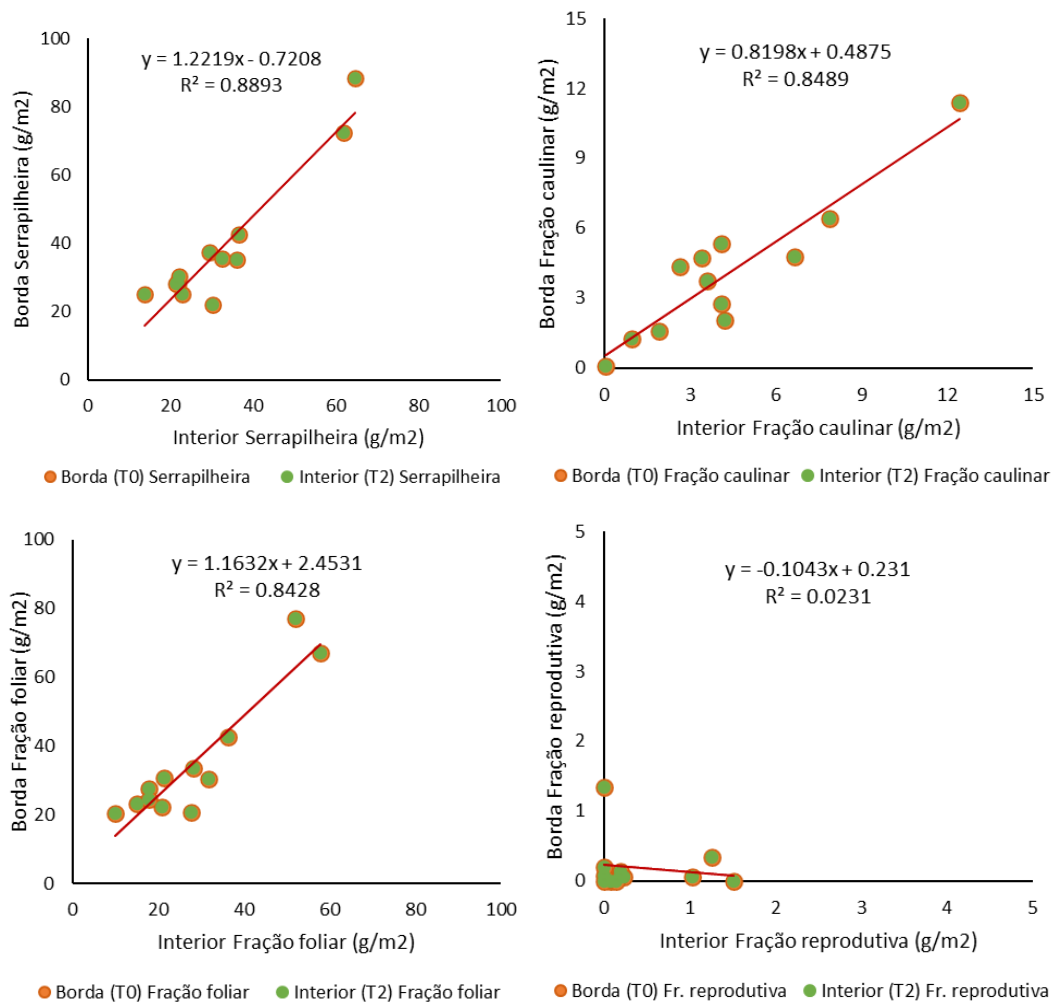 y = 1.2219x - 0.7208
R² = 0.8893
Borda Serrapilheira (g/m2)
100
80
60
40
20
0
0 20 40 60 80 100
Interior Serrapilheira (g/m2)
Borda (T0) Serrapilheira Interior (T2) Serrapilheira
y = 0.8198x + 0.4875
R² = 0.8489
Borda Fração caulinar (g/m2)
15
12
9
6
3
0
0 3 6 9 12 15
Interior Fração caulinar (g/m2)
Borda (T0) Fração caulinar Interior (T2) Fração caulinar
y = 1.1632x + 2.4531
R² = 0.8428
Borda Fração foliar (g/m2)
100
80
60
40
20
0
0 20 40 60 80 100
Interior Fração foliar (g/m2)
Borda (T0) Fração foliar Interior (T2) Fração foliar
y = -0.1043x + 0.231
R² = 0.0231
Borda Fração reprodutiva (g/m2)
5
4
3
2
1
0
0 1 2 3 4 5
Interior Fração reprodutiva (g/m2)
Borda (T0) Fr. reprodutiva Interior (T2) Fr. reprodutiva